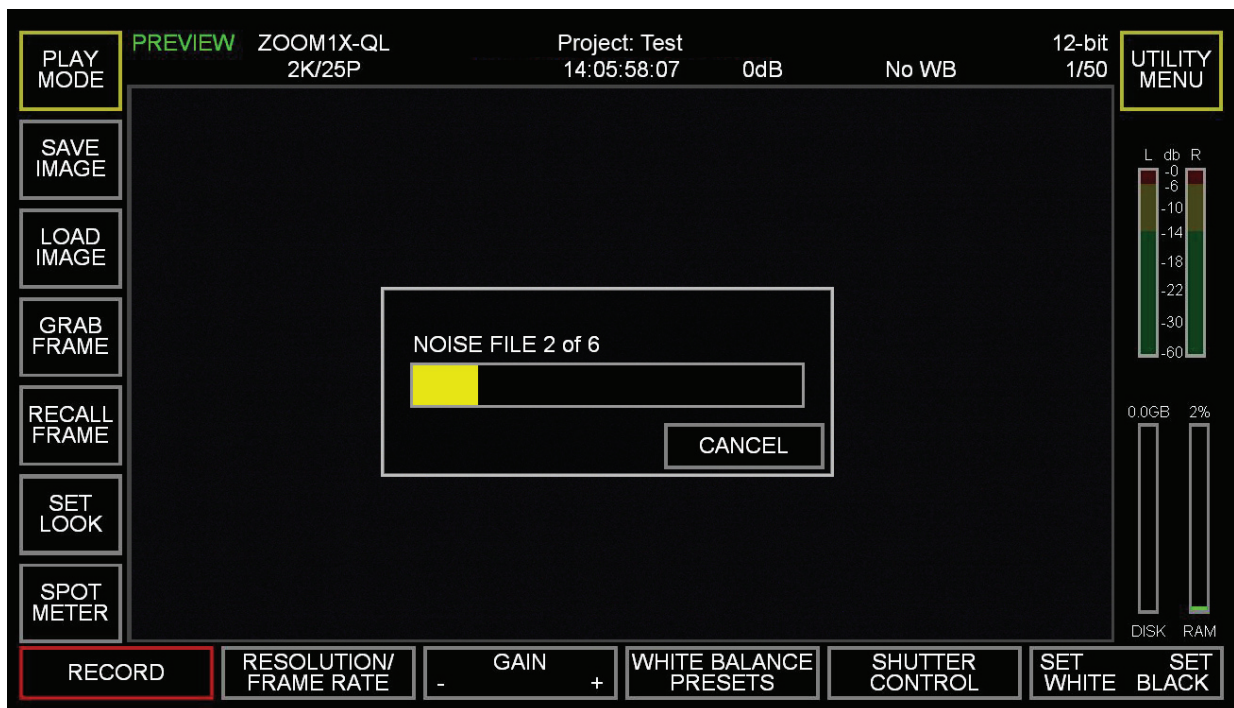 PLAY
MODE
PREVIEW ZOOM1X-QL Project: Test 12-bit
2K/25P 14:05:58:07 0dB No WB 1/50
UTILITY
MENU
SAVE
IMAGE
LOAD
IMAGE
GRAB
FRAME
RECALL
FRAME
SET
LOOK
SPOT
METER
NOISE FILE 2 of 6
CANCEL
L db R
-0
-6
-10
-14
-18
-22
-30
-60
0.0GB 2%
DISK RAM
RECORD
RESOLUTION/
FRAME RATE
GAIN
- +
WHITE BALANCE
PRESETS
SHUTTER
CONTROL
SET SET
WHITE BLACK